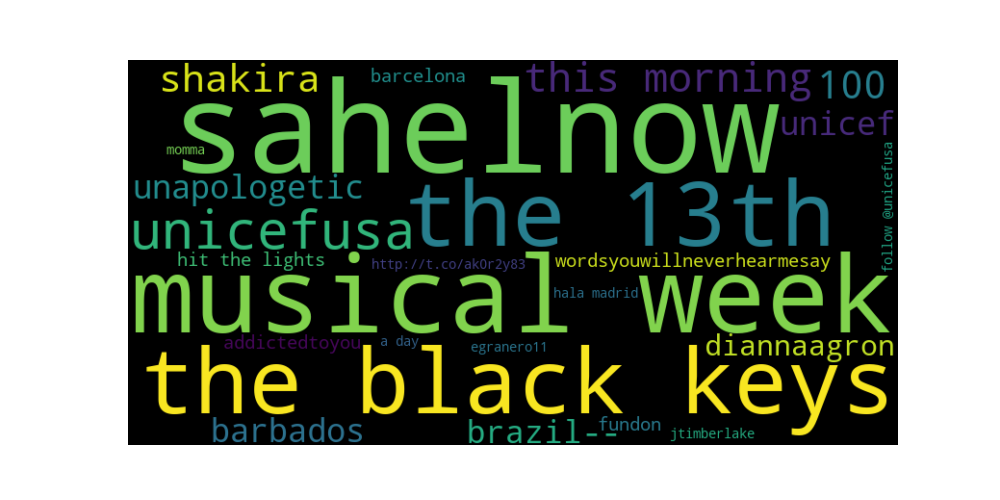 shakira
barcelona
this morning
100
sahelnow
unicef
momma
unapologetic
the 13th
follow @unicefusa
unicefusa
hit the lights
http://t.co/ak0r2y83
wordsyouwillneverhearmesay
musical week
hala madrid
addictedtoyou
a day
egranero11
diannaagron
the black keys
barbados
brazil--
fundon
jtimberlake